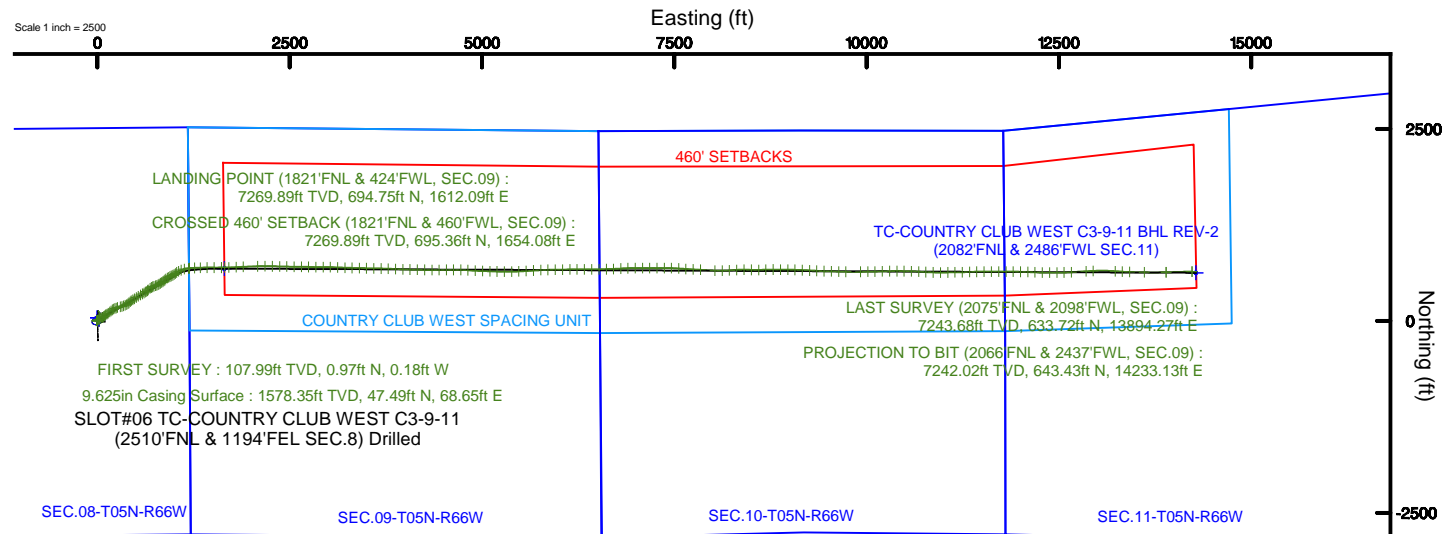 Easting (ft)
Scale 1 inch = 2500
0 2500 5000 7500 10000 12500 15000
2500
460' SETBACKS
LANDING POINT (1821'FNL & 424'FWL, SEC.09) :
7269.89ft TVD, 694.75ft N, 1612.09ft E
CROSSED 460' SETBACK (1821'FNL & 460'FWL, SEC.09) :
7269.89ft TVD, 695.36ft N, 1654.08ft E
TC-COUNTRY CLUB WEST C3-9-11 BHL REV-2
(2082'FNL & 2486'FWL SEC.11)
LAST SURVEY (2075'FNL & 2098'FWL, SEC.09) :
7243.68ft TVD, 633.72ft N, 13894.27ft E
COUNTRY CLUB WEST SPACING UNIT
0
Northing (ft)
PROJECTION TO BIT (2066'FNL & 2437'FWL, SEC.09) :
7242.02ft TVD, 643.43ft N, 14233.13ft E
FIRST SURVEY : 107.99ft TVD, 0.97ft N, 0.18ft W
9.625in Casing Surface : 1578.35ft TVD, 47.49ft N, 68.65ft E
SLOT#06 TC-COUNTRY CLUB WEST C3-9-11
(2510'FNL & 1194'FEL SEC.8) Drilled
SEC.08-T05N-R66W
SEC.09-T05N-R66W
SEC.10-T05N-R66W
SEC.11-T05N-R66W
-2500